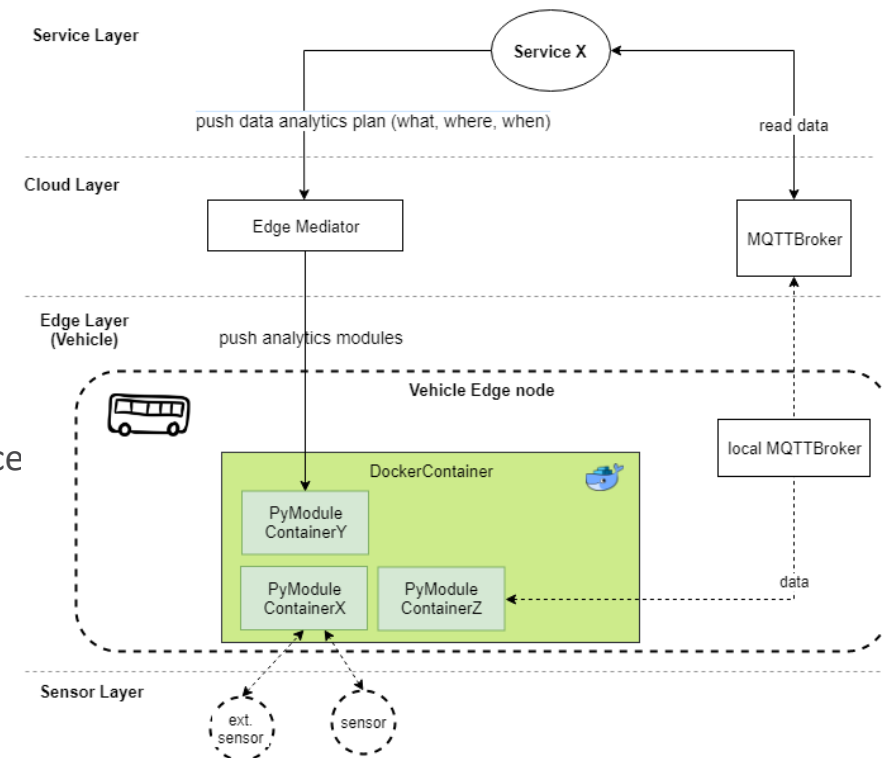 Service Layer
Service X
push data analytics plan (what, where, when)
read data
Cloud Layer
Edge Mediator
MQTTBroker
Edge Layer
(Vehicle)
push analytics modules
Vehicle Edge node
local MQTTBroker
ce
DockerContainer
PyModule
ContainerY
PyModule
ContainerX
PyModule
ContainerZ
data
Sensor Layer
ext.
sensor
sensor